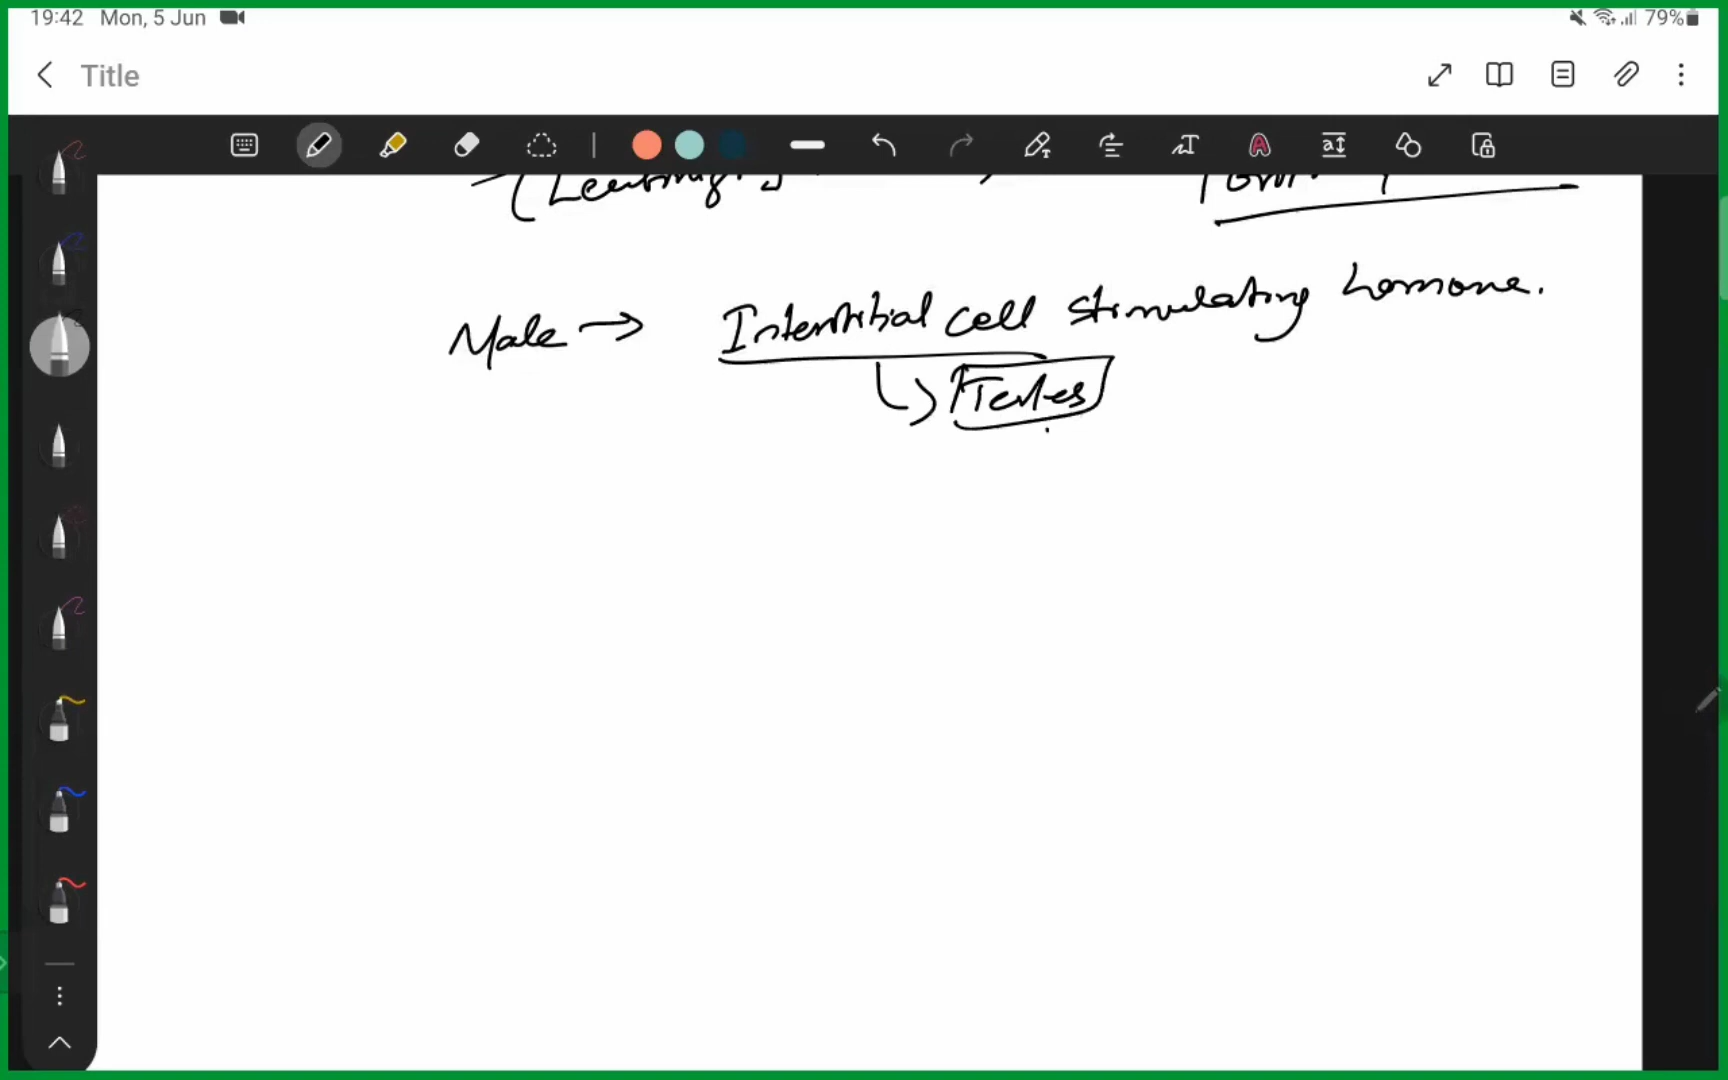 19:42 Mon, 5 Jun 79%
Title
Male → Interstitial cell stimulating hormone.
Testes